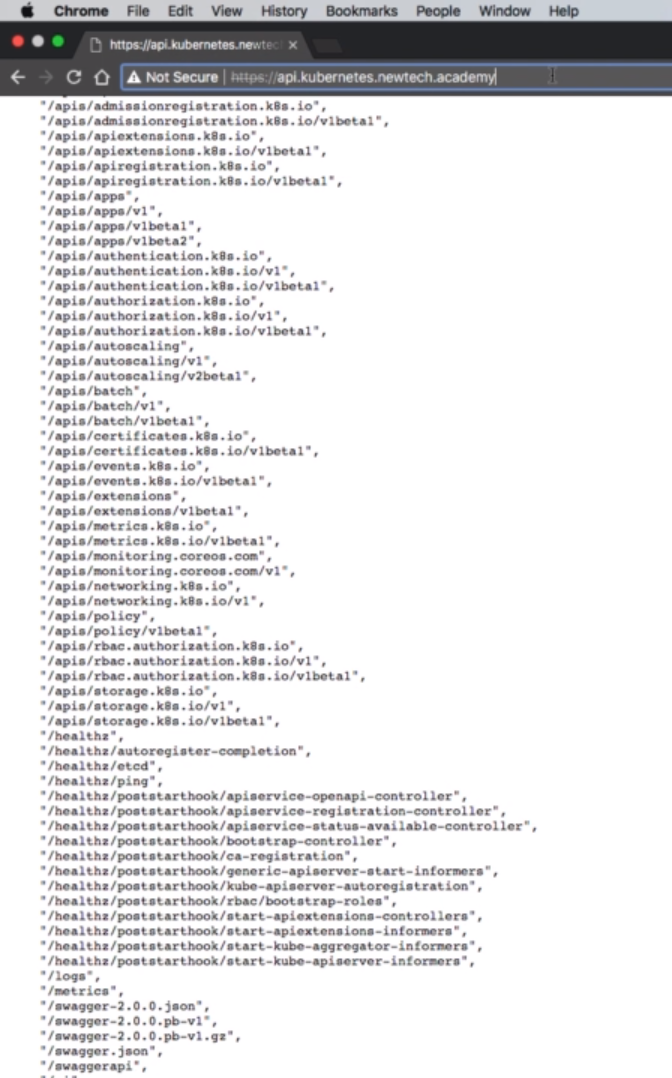 Chrome File Edit View History Bookmarks People Window Help
https://api.kubernetes.newtec
Not Secure | https://api.kubernetes.newtech.academy
"/apis/admissionregistration.k8s.io",
"/apis/admissionregistration.k8s.io/v1beta1",
"/apis/apiextensions.k8s.io",
"/apis/apiextensions.k8s.io/v1beta1",
"/apis/apiregistration.k8s.io",
"/apis/apiregistration.k8s.io/v1beta1",
"/apis/apps",
"/apis/apps/v1",
"/apis/apps/v1beta1",
"/apis/apps/v1beta2",
"/apis/authentication.k8s.io",
"/apis/authentication.k8s.io/v1",
"/apis/authentication.k8s.io/v1beta1",
"/apis/authorization.k8s.io",
"/apis/authorization.k8s.io/v1",
"/apis/authorization.k8s.io/v1beta1",
"/apis/autoscaling",
"/apis/autoscaling/v1",
"/apis/autoscaling/v2beta1",
"/apis/batch",
"/apis/batch/v1",
"/apis/batch/v1beta1",
"/apis/certificates.k8s.io",
"/apis/certificates.k8s.io/v1beta1",
"/apis/events.k8s.io",
"/apis/events.k8s.io/v1beta1",
"/apis/extensions",
"/apis/extensions/v1beta1",
"/apis/metrics.k8s.io",
"/apis/metrics.k8s.io/v1beta1",
"/apis/monitoring.coreos.com",
"/apis/monitoring.coreos.com/v1",
"/apis/networking.k8s.io",
"/apis/networking.k8s.io/v1",
"/apis/policy",
"/apis/policy/v1beta1",
"/apis/rbac.authorization.k8s.io",
"/apis/rbac.authorization.k8s.io/v1",
"/apis/rbac.authorization.k8s.io/v1beta1",
"/apis/storage.k8s.io",
"/apis/storage.k8s.io/v1",
"/apis/storage.k8s.io/v1beta1",
"/healthz",
"/healthz/autoregister-completion",
"/healthz/etcd",
"/healthz/ping",
"/healthz/poststarthook/apiservice-openapi-controller",
"/healthz/poststarthook/apiservice-registration-controller",
"/healthz/poststarthook/apiservice-status-available-controller",
"/healthz/poststarthook/bootstrap-controller",
"/healthz/poststarthook/ca-registration",
"/healthz/poststarthook/generic-apiserver-start-informers",
"/healthz/poststarthook/kube-apiserver-autoregistration",
"/healthz/poststarthook/rbac/bootstrap-roles",
"/healthz/poststarthook/start-apiextensions-controllers",
"/healthz/poststarthook/start-apiextensions-informers",
"/healthz/poststarthook/start-kube-aggregator-informers",
"/healthz/poststarthook/start-kube-apiserver-informers",
"/logs",
"/metrics",
"/swagger-2.0.0.json",
"/swagger-2.0.0.pb-v1",
"/swagger-2.0.0.pb-v1.gz",
"/swagger.json",
"/swaggerapi",